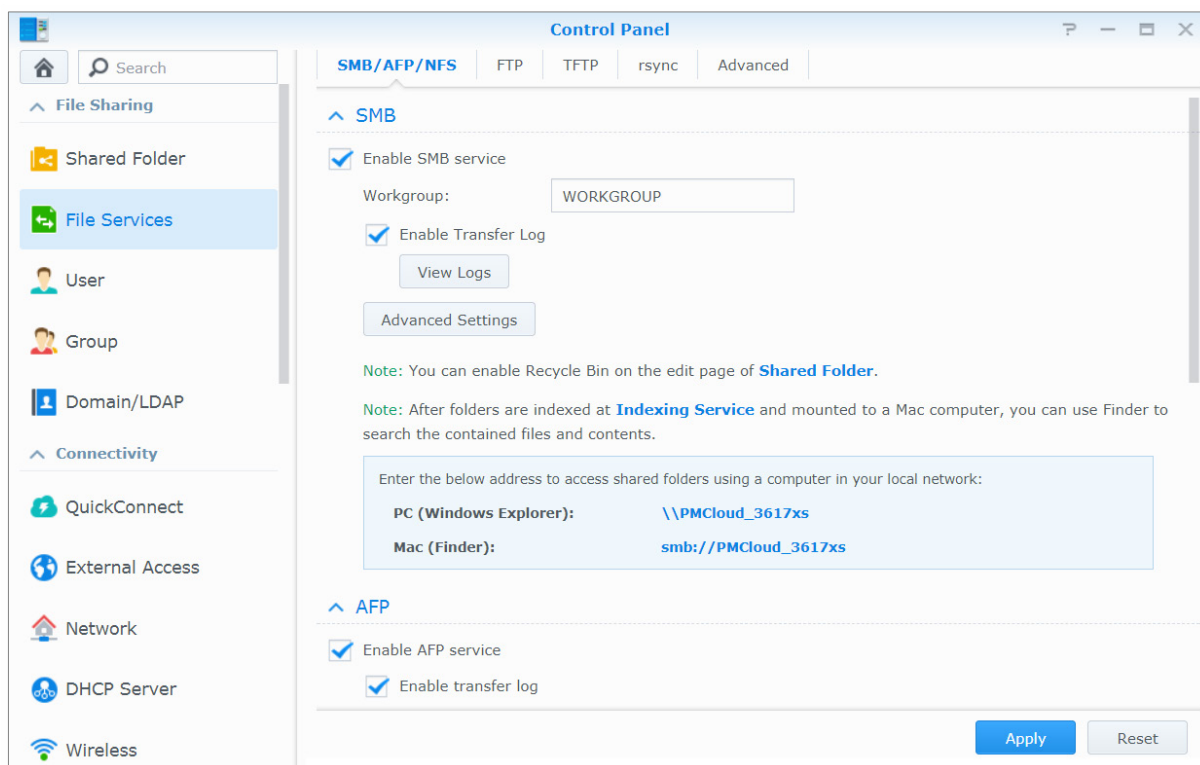 Control Panel
Search
File Sharing
Shared Folder
File Services
User
Group
Domain/LDAP
Connectivity
QuickConnect
External Access
Network
DHCP Server
Wireless
SMB/AFP/NFS FTP TFTP rsync Advanced
SMB
Enable SMB service
Workgroup: WORKGROUP
Enable Transfer Log
View Logs
Advanced Settings
Note: You can enable Recycle Bin on the edit page of Shared Folder.
Note: After folders are indexed at Indexing Service and mounted to a Mac computer, you can use Finder to
search the contained files and contents.
Enter the below address to access shared folders using a computer in your local network:
PC (Windows Explorer): \\PMCloud_3617xs
Mac (Finder): smb://PMCloud_3617xs
AFP
Enable AFP service
Enable transfer log
Apply Reset